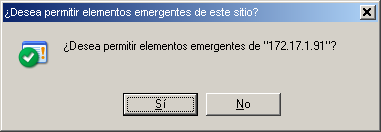 ¿Desea permitir elementos emergentes de este sitio?
¿Desea permitir elementos emergentes de "172.17.1.91"?
Sí
No